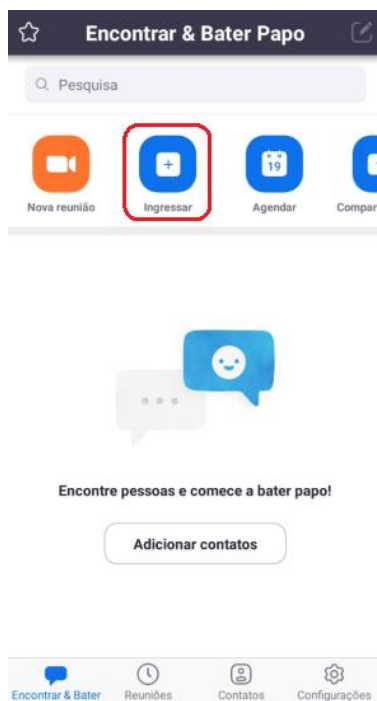 Encontrar & Bater Papo
Pesquisa
19
Nova reunião Ingressar Agendar Compar
Encontre pessoas e comece a bater papo!
Adicionar contatos
Encontrar & Bater Reuniões Contatos Configurações